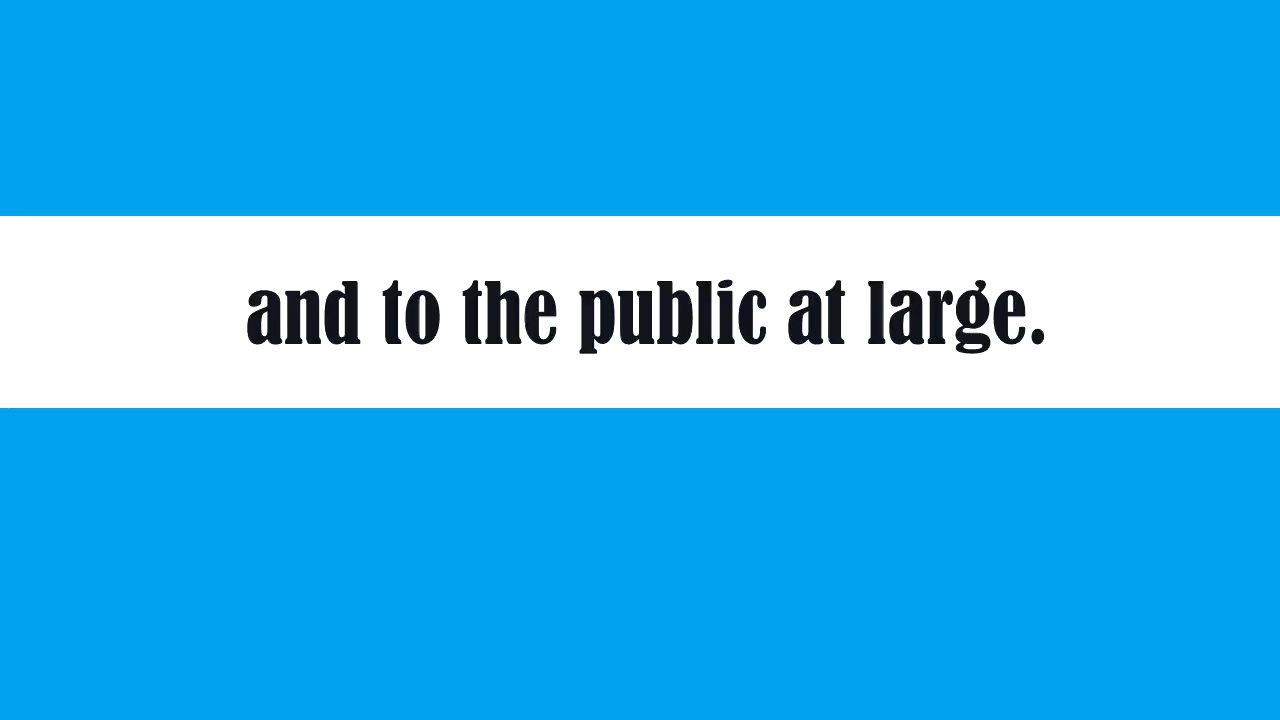 and to the public at large.